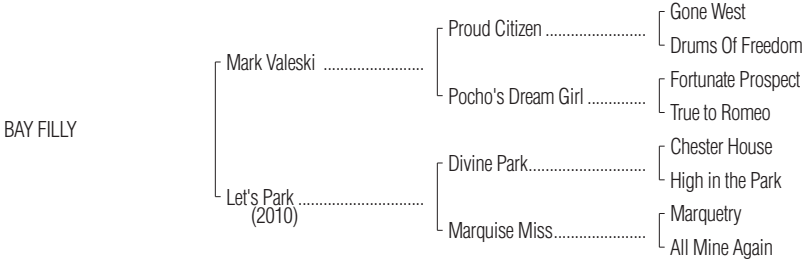 Gone West
Proud Citizen ........................
Drums Of Freedom
Mark Valeski ........................
Fortunate Prospect
Pocho's Dream Girl ..............
True to Romeo
BAY FILLY
Chester House
Divine Park............................
High in the Park
Let's Park ..............................
(2010)
Marquetry
Marquise Miss......................
All Mine Again